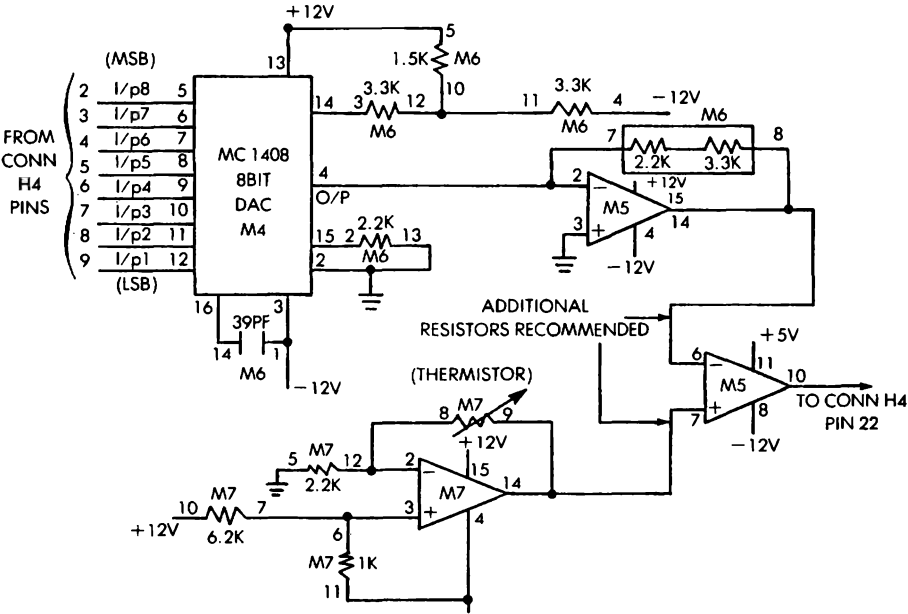 +12V
5
(MSB)
1.5K M6
13
10
3.3K
2 I/p8 5
14 3 12 11 3.3K 4 -12V
3 I/p7 6
M6 M6 M6
FROM 4 I/p6 7
7 8
CONN 5 I/p5 8 MC 1408
2.2K 3.3K
H4 6 I/p4 9 8BIT 4
2 - +12V
PINS 7 i/p3 10 DAC O/P
M5 15
8 I/p2 11 M4
15 2 2.2K 13
3 + 14
4
9 I/p1 12
2 M6
-12V
(LSB)
16 3
39PF
ADDITIONAL
RESISTORS RECOMMENDED
14 1
M6
-12V
+5V
6 - 11
M5 10
7 + 8
TO CONN H4
PIN 22
-12V
(THERMISTOR)
8 M7 9
+12V
M7
5 12 2 - 15
2.2K
M7 14
M7
10 7 3 + 4
+12V
6.2K
6
M7 1K
11